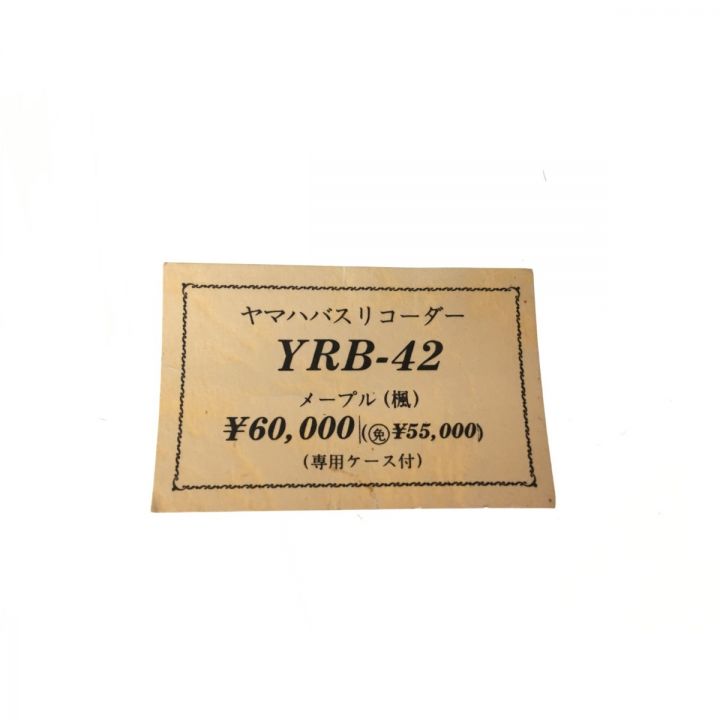 ヤマハバスリコーダー
YRB-42
メープル(楓)
¥60,000(㊝¥55,000)
(専用ケース付)